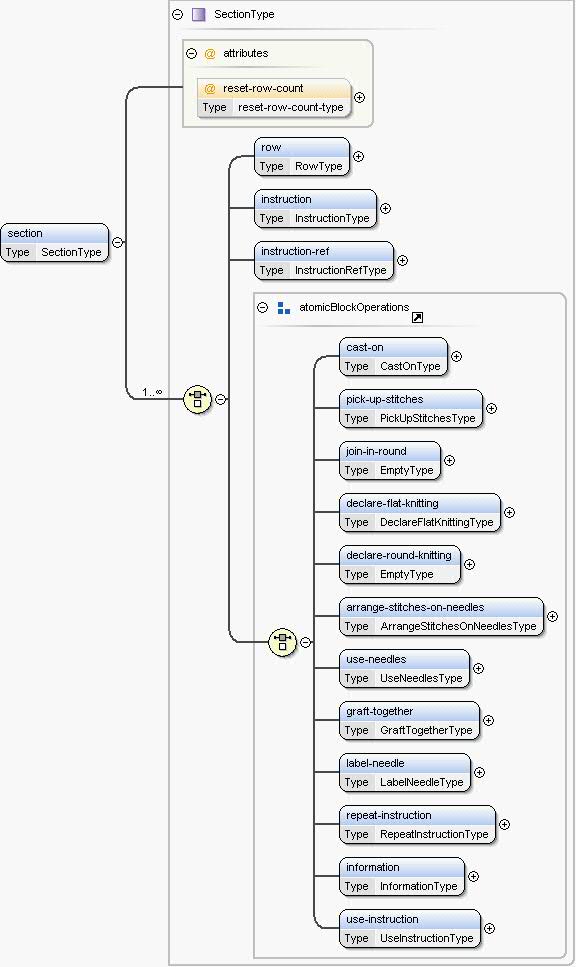 SectionType
@ attributes
@ reset-row-count
Type reset-row-count-type
row
Type RowType
instruction
Type InstructionType
section
Type SectionType
instruction-ref
Type InstructionRefType
atomicBlockOperations
cast-on
Type CastOnType
1..∞
pick-up-stitches
Type PickUpStitchesType
join-in-round
Type EmptyType
declare-flat-knitting
Type DeclareFlatKnittingType
declare-round-knitting
Type EmptyType
arrange-stitches-on-needles
Type ArrangeStitchesOnNeedlesType
use-needles
Type UseNeedlesType
graft-together
Type GraftTogetherType
label-needle
Type LabelNeedleType
repeat-instruction
Type RepeatInstructionType
information
Type InformationType
use-instruction
Type UseInstructionType